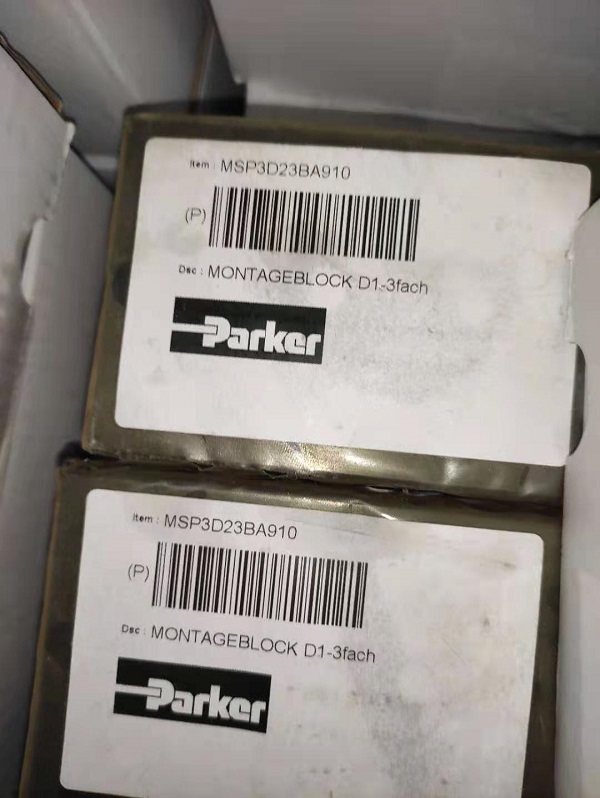 Item : MSP3D23BA910
(P)
Dsc : MONTAGEBLOCK D1-3fach
Parker
Item : MSP3D23BA910
(P)
Dsc : MONTAGEBLOCK D1-3fach
Parker